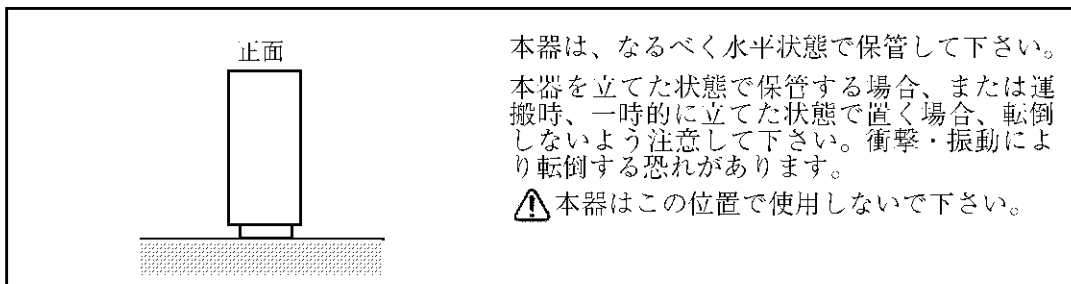 正面
本器は、なるべく水平状態で保管して下さい。
本器を立てた状態で保管する場合、または運
搬時、一時的に立てた状態で置く場合、転倒
しないよう注意して下さい。衝撃・振動によ
り転倒する恐れがあります。
本器はこの位置で使用しないで下さい。